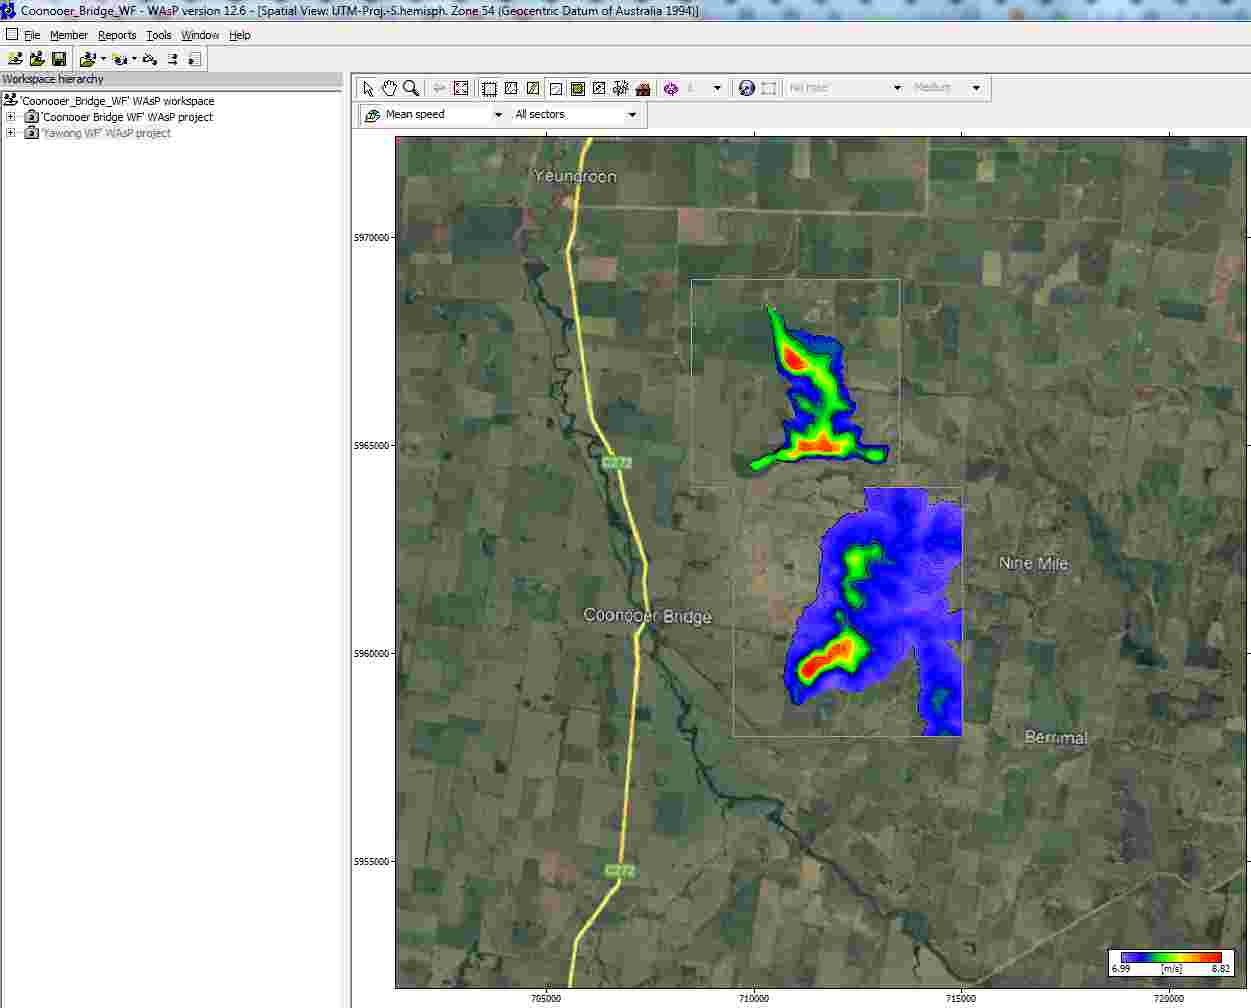 Coonooer_Bridge_WF - WAsP version 12.6 - [Spatial View: UTM-Proj.-S.hemisph. Zone 54 (Geocentric Datum of Australia 1994)]
File Member Reports Tools Window Help
Workspace hierarchy
'Coonooer_Bridge_WF' WAsP workspace
'Coonooer Bridge WF' WAsP project
'Yawong WF' WAsP project
Medium
Mean speed All sectors
Yeungroon
5970000
5965000
C272
Nine Mile
Coonooer Bridge
5960000
Berrimal
5955000
C272
6.99 [m/s] 8.82
705000 710000 715000 720000